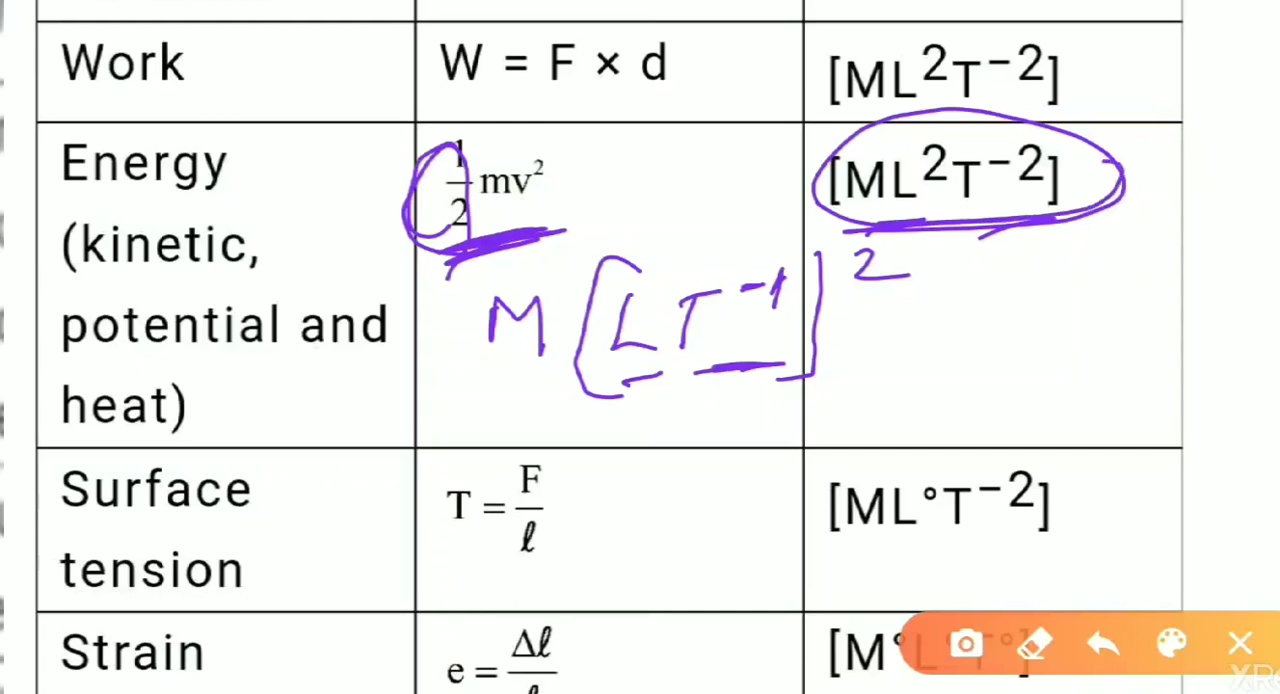 Work W = F × d [ML²T⁻²]
Energy (kinetic, potential and heat) 1/2 mv² [ML²T⁻²]
M [L T⁻¹]²
Surface tension T = F/ℓ [ML°T⁻²]
Strain e = Δℓ/ℓ [M°L°T°]